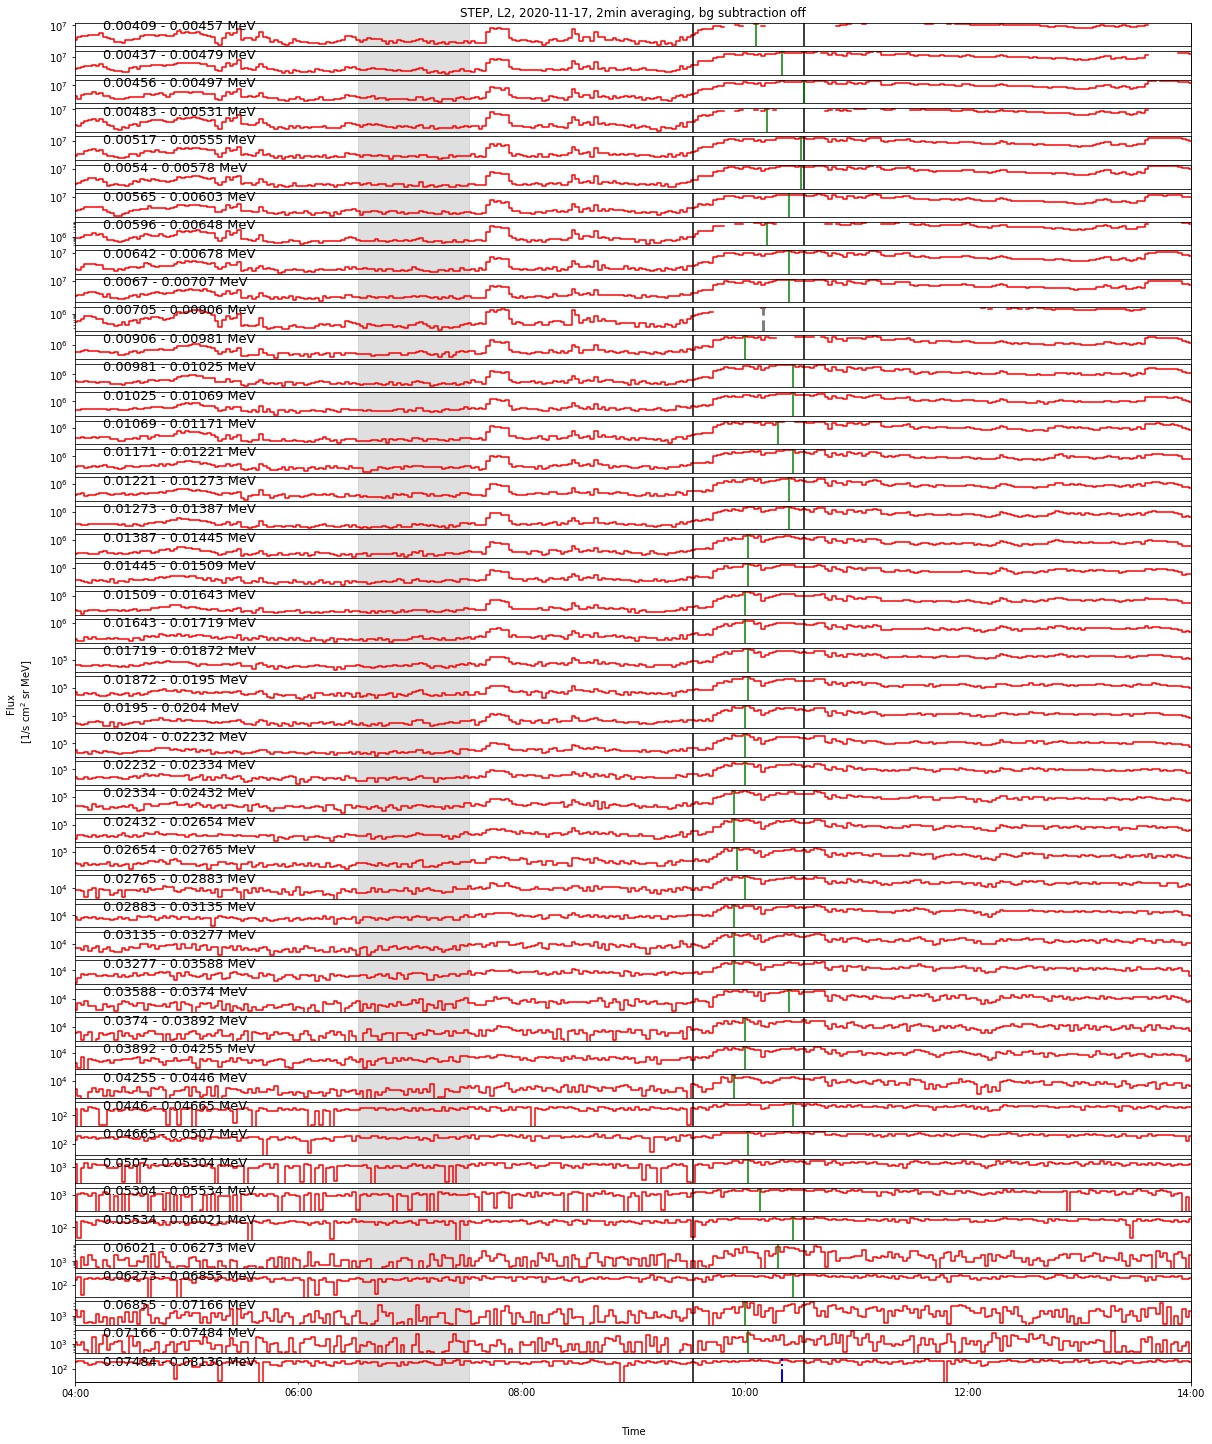 STEP, L2, 2020-11-17, 2min averaging, bg subtraction off
10⁷ 0.00409 - 0.00457 MeV
10⁷ 0.00437 - 0.00479 MeV
10⁷ 0.00456 - 0.00497 MeV
10⁷ 0.00483 - 0.00531 MeV
10⁷ 0.00517 - 0.00555 MeV
10⁷ 0.0054 - 0.00578 MeV
10⁷ 0.00565 - 0.00603 MeV
10⁶ 0.00596 - 0.00648 MeV
10⁷ 0.00642 - 0.00678 MeV
10⁷ 0.0067 - 0.00707 MeV
10⁶ 0.00705 - 0.00906 MeV
10⁶ 0.00906 - 0.00981 MeV
10⁶ 0.00981 - 0.01025 MeV
10⁶ 0.01025 - 0.01069 MeV
10⁶ 0.01069 - 0.01171 MeV
10⁶ 0.01171 - 0.01221 MeV
10⁶ 0.01221 - 0.01273 MeV
10⁶ 0.01273 - 0.01387 MeV
10⁶ 0.01387 - 0.01445 MeV
10⁶ 0.01445 - 0.01509 MeV
10⁶ 0.01509 - 0.01643 MeV
10⁶ 0.01643 - 0.01719 MeV
10⁵ 0.01719 - 0.01872 MeV
10⁵ 0.01872 - 0.0195 MeV
10⁵ 0.0195 - 0.0204 MeV
10⁵ 0.0204 - 0.02232 MeV
10⁵ 0.02232 - 0.02334 MeV
10⁵ 0.02334 - 0.02432 MeV
10⁵ 0.02432 - 0.02654 MeV
10⁵ 0.02654 - 0.02765 MeV
10⁴ 0.02765 - 0.02883 MeV
10⁴ 0.02883 - 0.03135 MeV
10⁴ 0.03135 - 0.03277 MeV
10⁴ 0.03277 - 0.03588 MeV
10⁴ 0.03588 - 0.0374 MeV
10⁴ 0.0374 - 0.03892 MeV
10⁴ 0.03892 - 0.04255 MeV
10⁴ 0.04255 - 0.0446 MeV
10² 0.0446 - 0.04665 MeV
10² 0.04665 - 0.0507 MeV
10³ 0.0507 - 0.05304 MeV
10³ 0.05304 - 0.05534 MeV
10² 0.05534 - 0.06021 MeV
10³ 0.06021 - 0.06273 MeV
10² 0.06273 - 0.06855 MeV
10³ 0.06855 - 0.07166 MeV
10³ 0.07166 - 0.07484 MeV
10² 0.07484 - 0.08136 MeV
04:00 06:00 08:00 10:00 12:00 14:00
Time
Flux
[1/s cm² sr MeV]